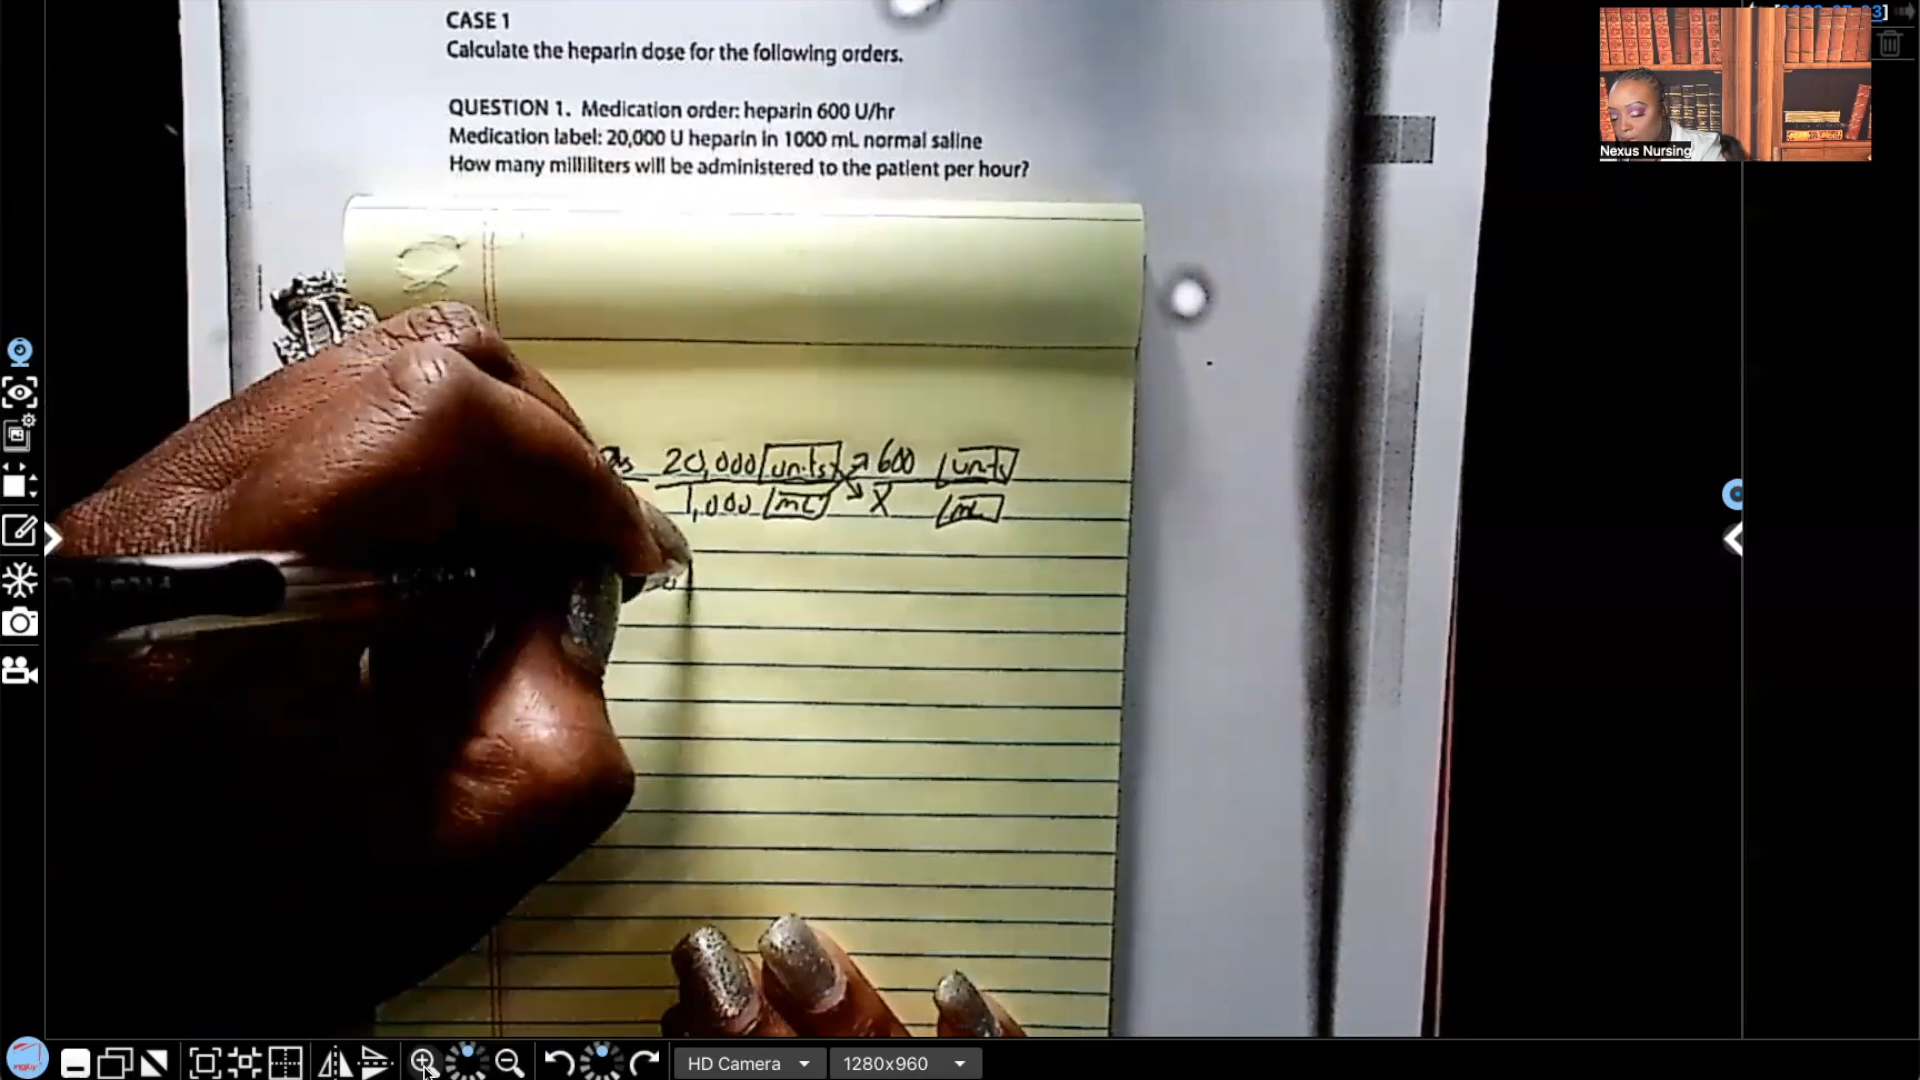 CASE 1
Calculate the heparin dose for the following orders.
QUESTION 1. Medication order: heparin 600 U/hr
Medication label: 20,000 U heparin in 1000 mL normal saline
How many milliliters will be administered to the patient per hour?
Nexus Nursing
20,000 units 600 units
1,000 mL X mL
HD Camera 1280x960